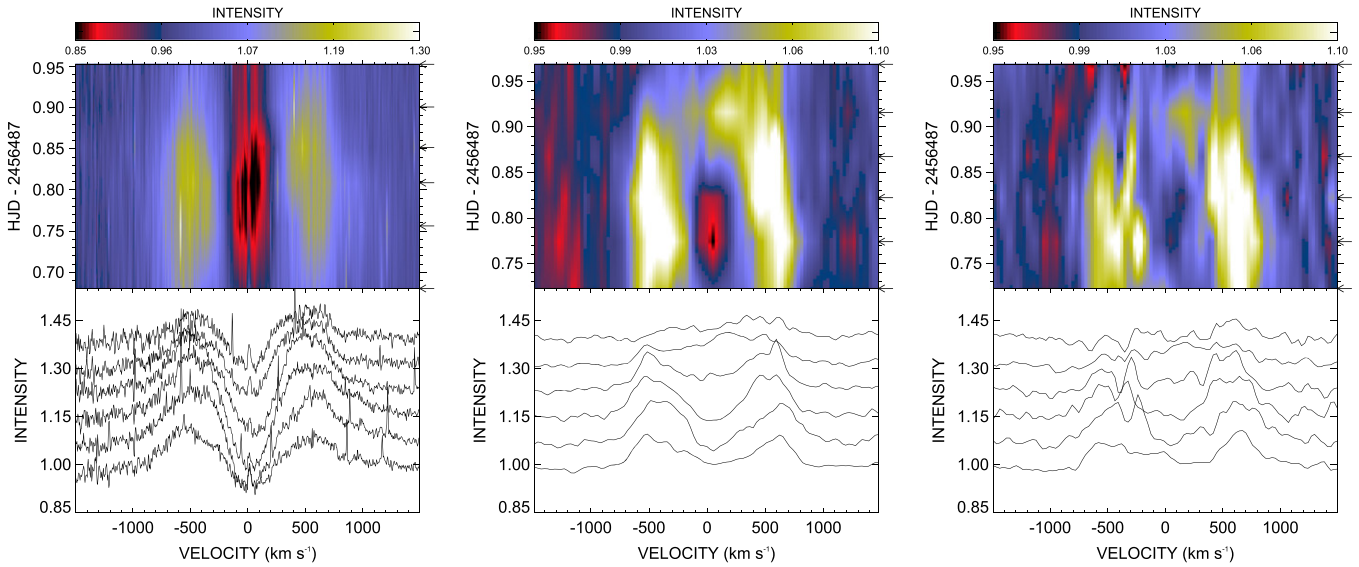 INTENSITY
0.85 0.96 1.07 1.19 1.30
0.95
0.90
0.85
0.80
0.75
0.70
HJD - 2456487
1.45
1.30
1.15
1.00
0.85
INTENSITY
-1000 -500 0 500 1000
VELOCITY (km s-1)
INTENSITY
0.95 0.99 1.03 1.06 1.10
0.95
0.90
0.85
0.80
0.75
HJD - 2456487
1.45
1.30
1.15
1.00
0.85
INTENSITY
-1000 -500 0 500 1000
VELOCITY (km s-1)
INTENSITY
0.95 0.99 1.03 1.06 1.10
0.95
0.90
0.85
0.80
0.75
HJD - 2456487
1.45
1.30
1.15
1.00
0.85
INTENSITY
-1000 -500 0 500 1000
VELOCITY (km s-1)